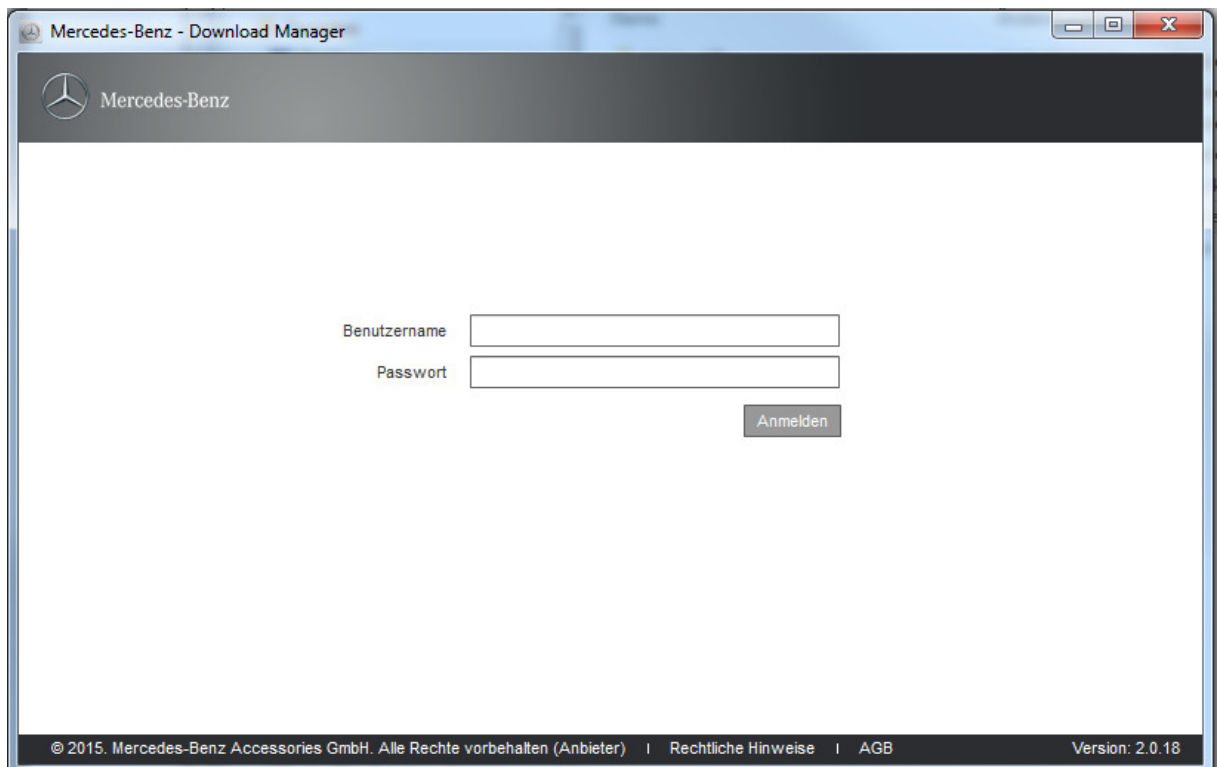 Mercedes-Benz - Download Manager
Mercedes-Benz
Benutzername
Passwort
Anmelden
© 2015. Mercedes-Benz Accessories GmbH. Alle Rechte vorbehalten (Anbieter) I Rechtliche Hinweise I AGB Version: 2.0.18